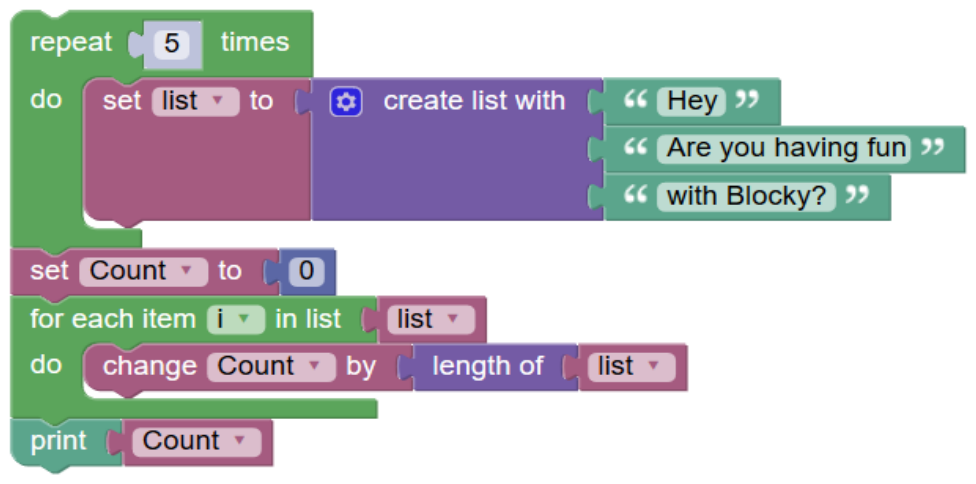 repeat 5 times
do set list to create list with “ Hey ”
“ Are you having fun ”
“ with Blocky? ”
set Count to 0
for each item i in list list
do change Count by length of list
print Count